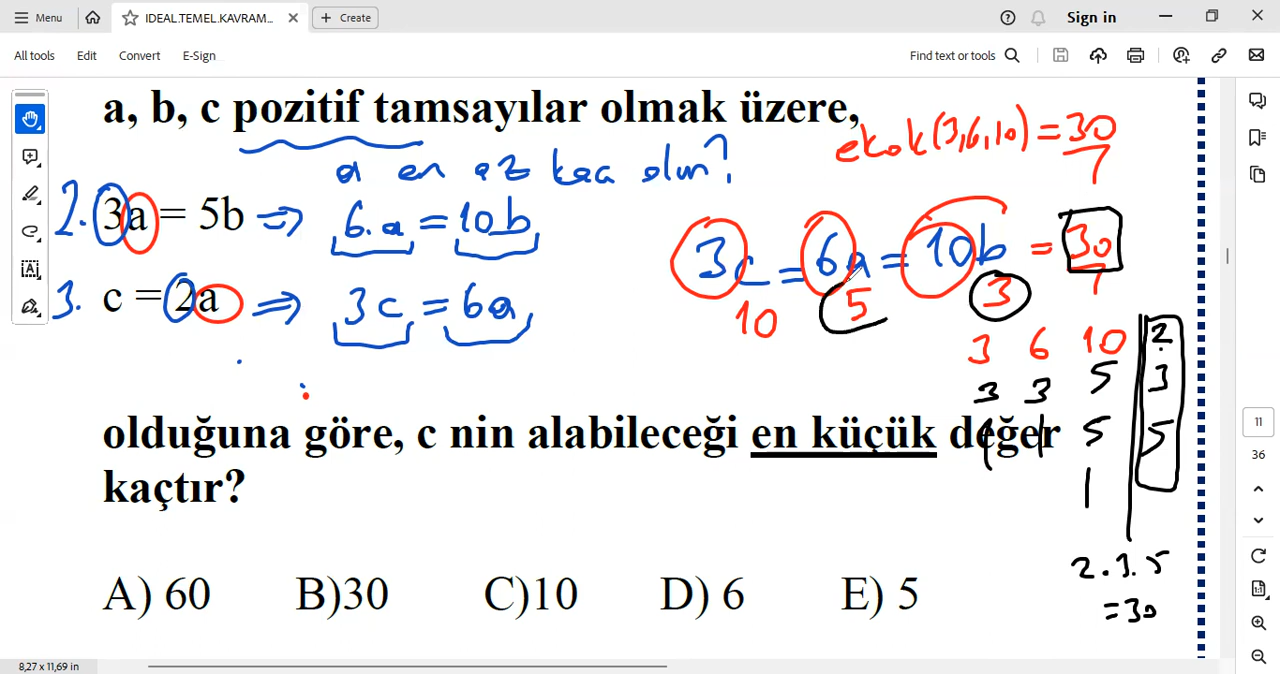 Menu IDEAL.TEMEL.KAVRAM... Create Sign in
All tools Edit Convert E-Sign Find text or tools
a, b, c pozitif tamsayılar olmak üzere,
ekok(3,6,10) = 30
a en az kaç olur?
2. 3a = 5b ⇒ 6.a = 10b
3c = 6a = 10b = 30
10 5 3
3. c = 2a ⇒ 3c = 6a
3 6 10 2
3 3 5 3
1 1 5 5
1
olduğuna göre, c nin alabileceği en küçük değer
kaçtır?
2.3.5
=30
A) 60 B)30 C)10 D) 6 E) 5
11
36
8,27 x 11,69 in